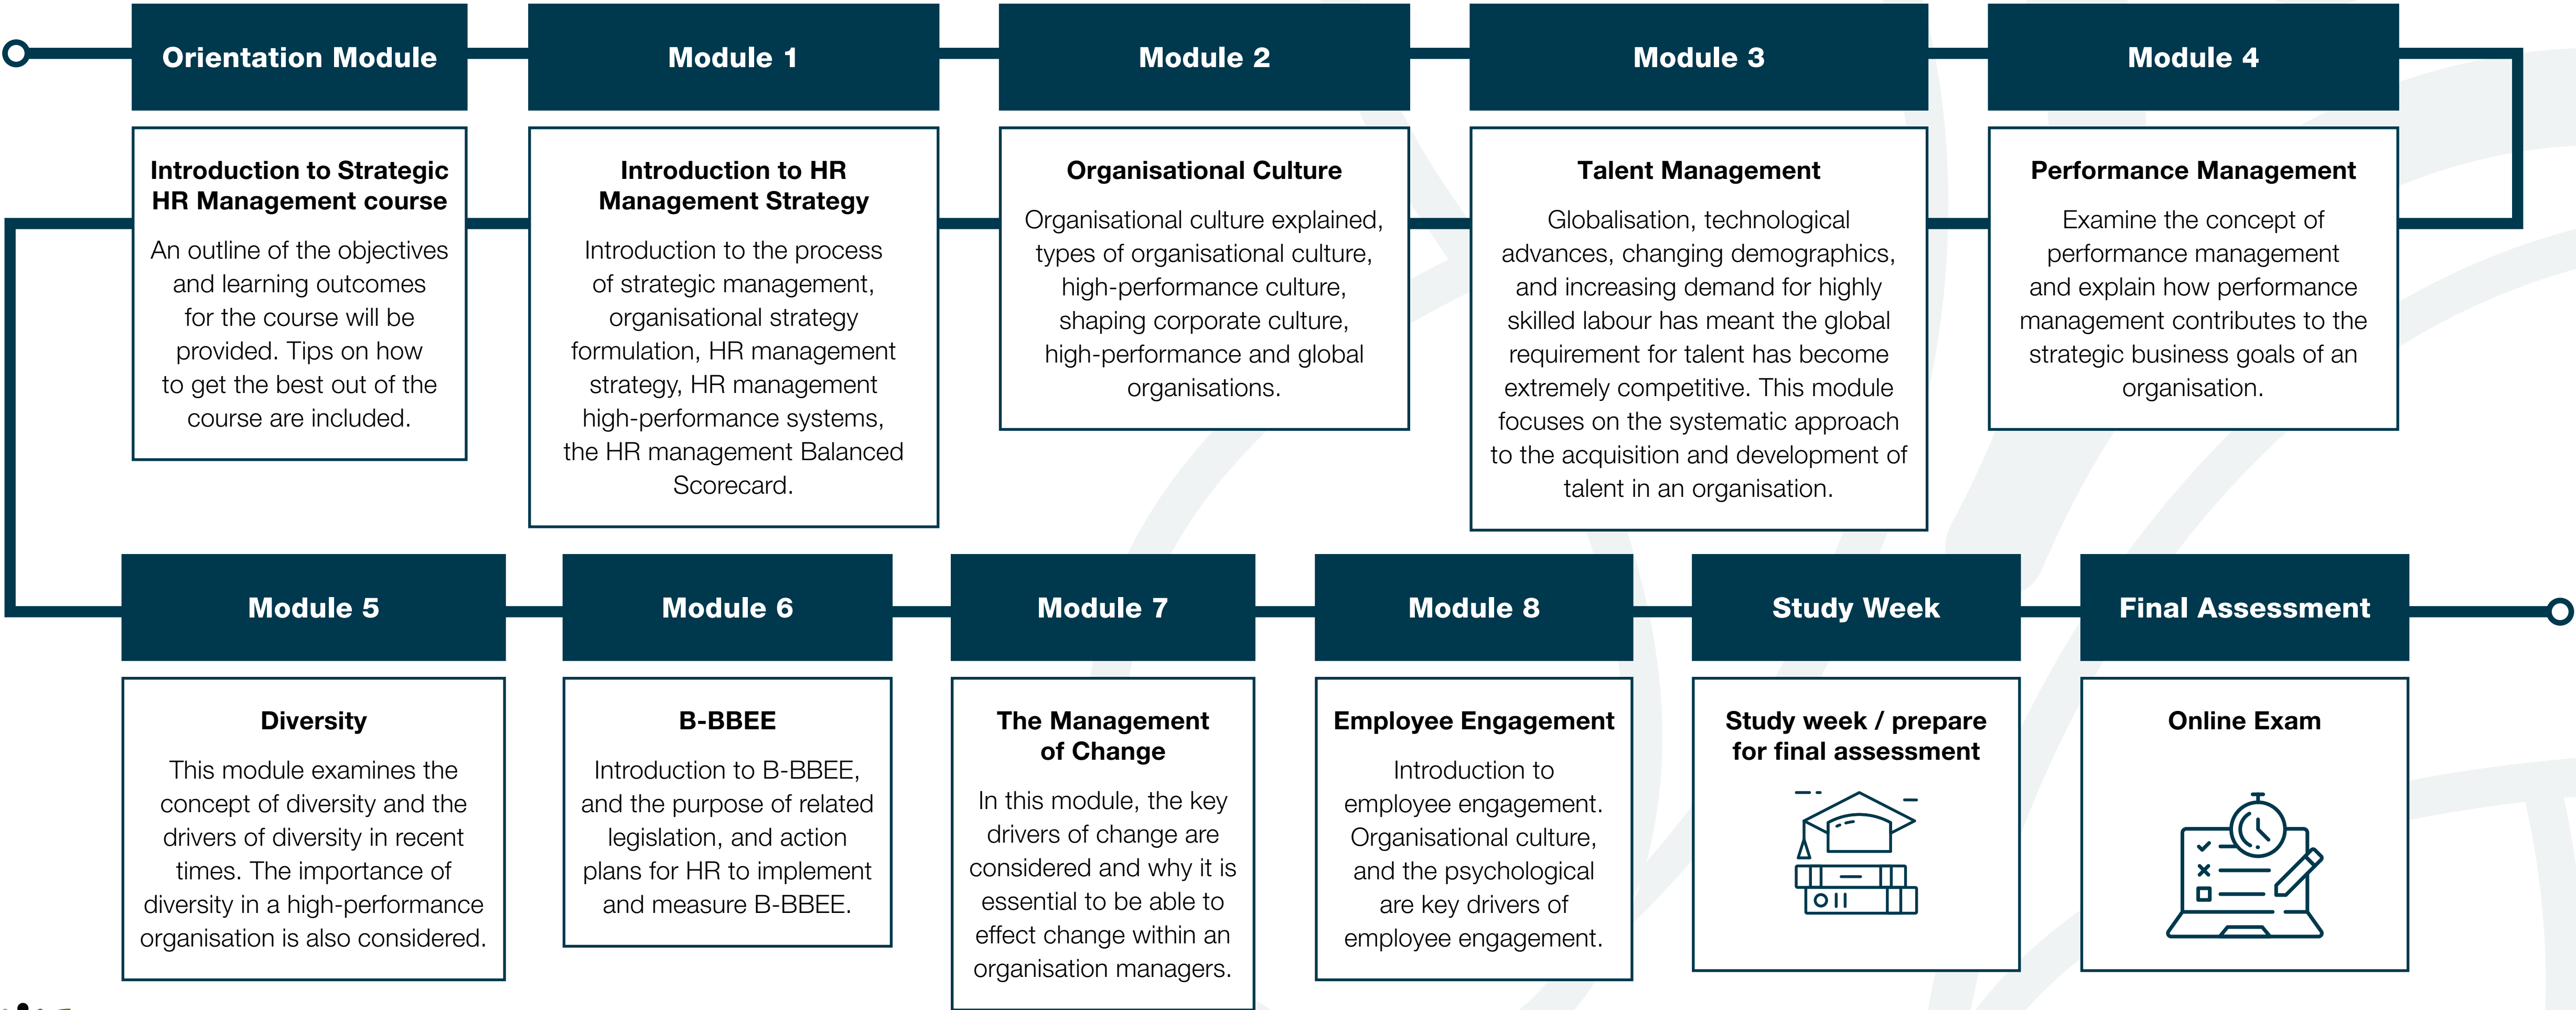 Orientation Module
Introduction to Strategic
HR Management course
An outline of the objectives
and learning outcomes
for the course will be
provided. Tips on how
to get the best out of the
course are included.
Module 1
Introduction to HR
Management Strategy
Introduction to the process
of strategic management,
organisational strategy
formulation, HR management
strategy, HR management
high-performance systems,
the HR management Balanced
Scorecard.
Module 2
Organisational Culture
Organisational culture explained,
types of organisational culture,
high-performance culture,
shaping corporate culture,
high-performance and global
organisations.
Module 3
Talent Management
Globalisation, technological
advances, changing demographics,
and increasing demand for highly
skilled labour has meant the global
requirement for talent has become
extremely competitive. This module
focuses on the systematic approach
to the acquisition and development of
talent in an organisation.
Module 4
Performance Management
Examine the concept of
performance management
and explain how performance
management contributes to the
strategic business goals of an
organisation.
Module 5
Diversity
This module examines the
concept of diversity and the
drivers of diversity in recent
times. The importance of
diversity in a high-performance
organisation is also considered.
Module 6
B-BBEE
Introduction to B-BBEE,
and the purpose of related
legislation, and action
plans for HR to implement
and measure B-BBEE.
Module 7
The Management
of Change
In this module, the key
drivers of change are
considered and why it is
essential to be able to
effect change within an
organisation managers.
Module 8
Employee Engagement
Introduction to
employee engagement.
Organisational culture,
and the psychological
are key drivers of
employee engagement.
Study Week
Study week / prepare
for final assessment
Final Assessment
Online Exam